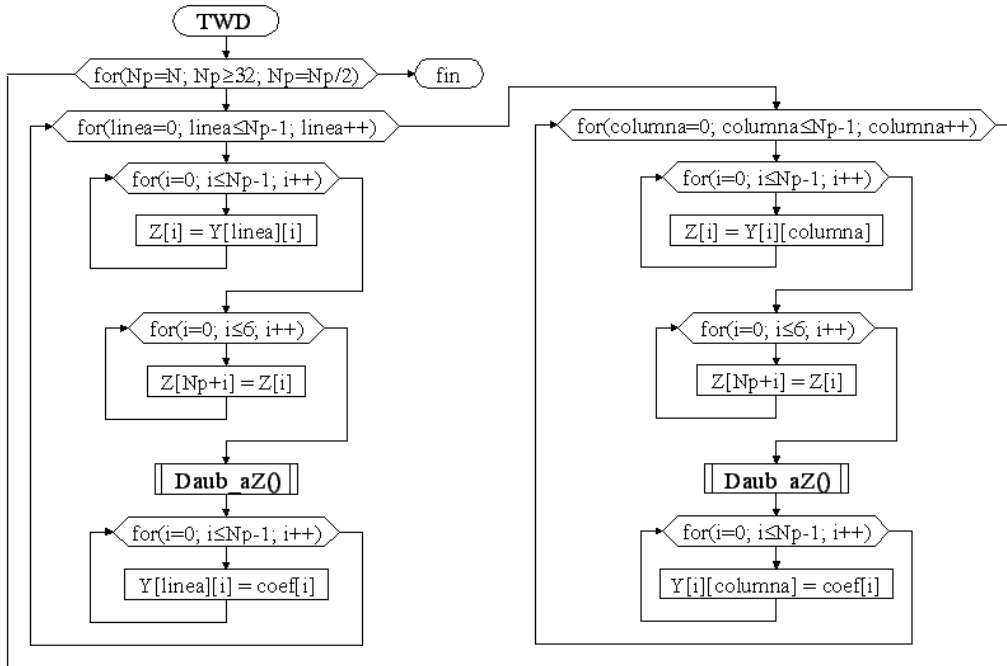 TWD
for(Np=N; Np≥32; Np=Np/2)
fin
for(linea=0; linea≤Np-1; linea++)
for(i=0; i≤Np-1; i++)
Z[i] = Y[linea][i]
for(i=0; i≤6; i++)
Z[Np+i] = Z[i]
Daub_aZ()
for(i=0; i≤Np-1; i++)
Y[linea][i] = coef[i]
for(columna=0; columna≤Np-1; columna++)
for(i=0; i≤Np-1; i++)
Z[i] = Y[i][columna]
for(i=0; i≤6; i++)
Z[Np+i] = Z[i]
Daub_aZ()
for(i=0; i≤Np-1; i++)
Y[i][columna] = coef[i]